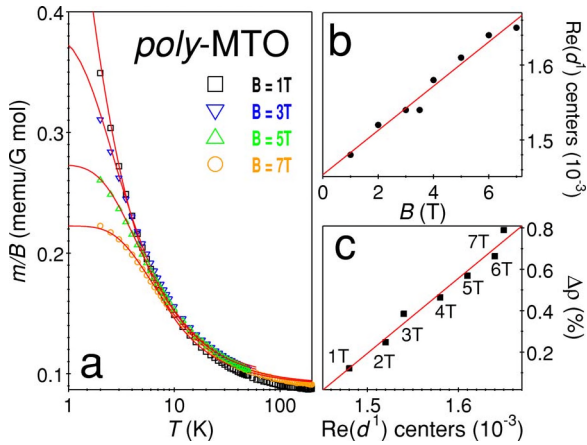 a
poly-MTO
B = 1T
B = 3T
B = 5T
B = 7T
0.4
0.3
0.2
0.1
m/B (memu/G mol)
1
10
100
T (K)
b
1.6
1.5
Re(d¹) centers (10⁻³)
0
2
4
6
B (T)
c
1T
2T
3T
4T
5T
6T
7T
0.8
0.6
0.4
0.2
Δρ (%)
1.5
1.6
Re(d¹) centers (10⁻³)